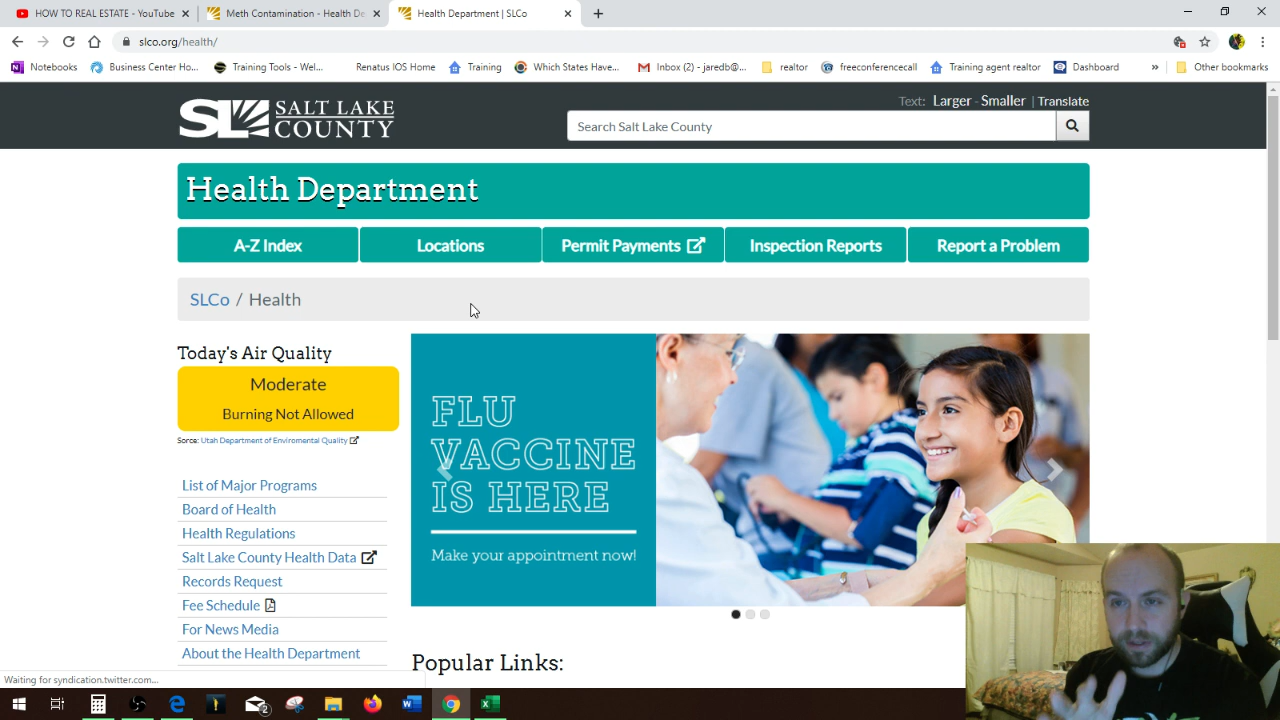 HOW TO REAL ESTATE - YouTube
Meth Contamination - Health De
Health Department | SLCo
slco.org/health/
Notebooks
Business Center Ho...
Training Tools - Wel...
Renatus IOS Home
Training
Which States Have...
Inbox (2) - jaredb@...
realtor
freeconferencecall
Training agent realtor
Dashboard
»
Other bookmarks
SL
SALT LAKE
COUNTY
Text: Larger - Smaller | Translate
Search Salt Lake County
Health Department
A-Z Index
Locations
Permit Payments
Inspection Reports
Report a Problem
SLCo / Health
Today's Air Quality
Moderate
Burning Not Allowed
Sorce: Utah Department of Enviromental Quality
List of Major Programs
Board of Health
Health Regulations
Salt Lake County Health Data
Records Request
Fee Schedule
For News Media
About the Health Department
FLU
VACCINE
IS HERE
Make your appointment now!
Popular Links:
Waiting for syndication.twitter.com...